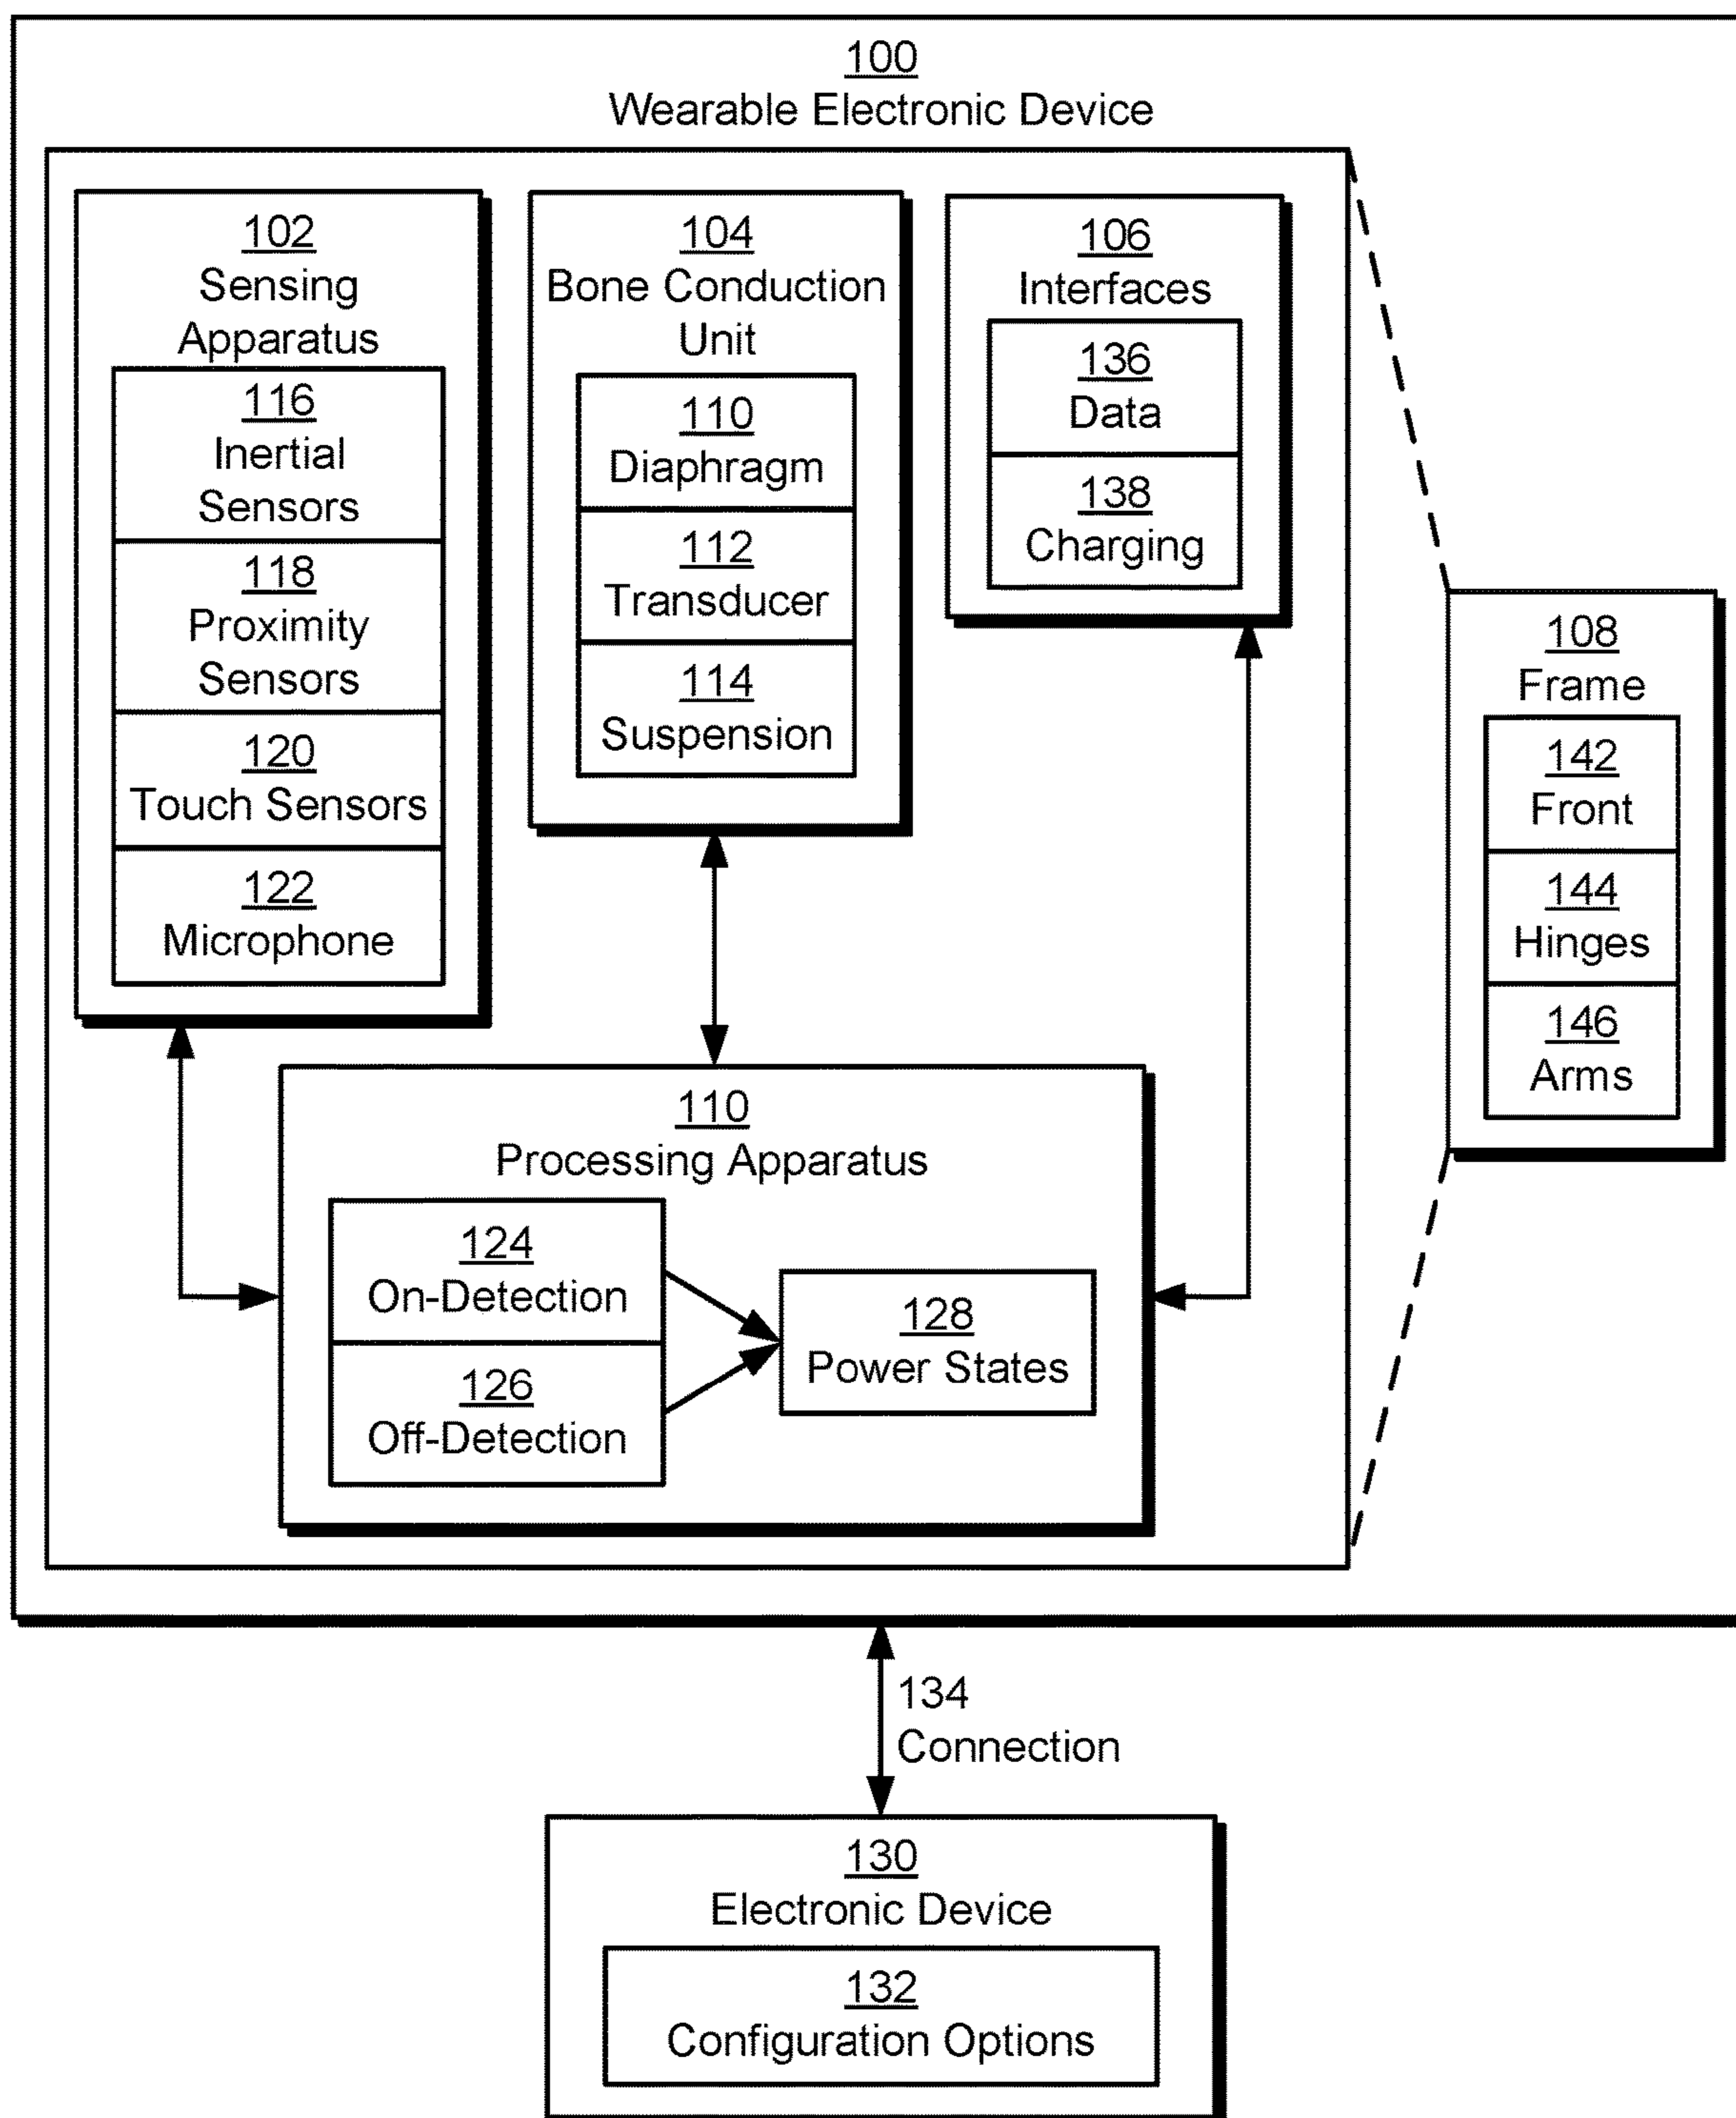 100
Wearable Electronic Device
102
Sensing
Apparatus
116
Inertial
Sensors
118
Proximity
Sensors
120
Touch Sensors
122
Microphone
104
Bone Conduction
Unit
110
Diaphragm
112
Transducer
114
Suspension
106
Interfaces
136
Data
138
Charging
108
Frame
142
Front
144
Hinges
146
Arms
110
Processing Apparatus
124
On-Detection
126
Off-Detection
128
Power States
134
Connection
130
Electronic Device
132
Configuration Options